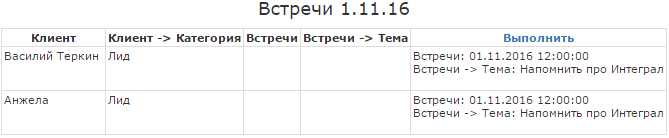 Встречи 1.11.16
Клиент Клиент -> Категория Встречи Встречи -> Тема Выполнить
Василий Теркин Лид Встречи: 01.11.2016 12:00:00
Встречи -> Тема: Напомнить про Интеграл
Анжела Лид Встречи: 01.11.2016 12:00:00
Встречи -> Тема: Напомнить про Интеграл